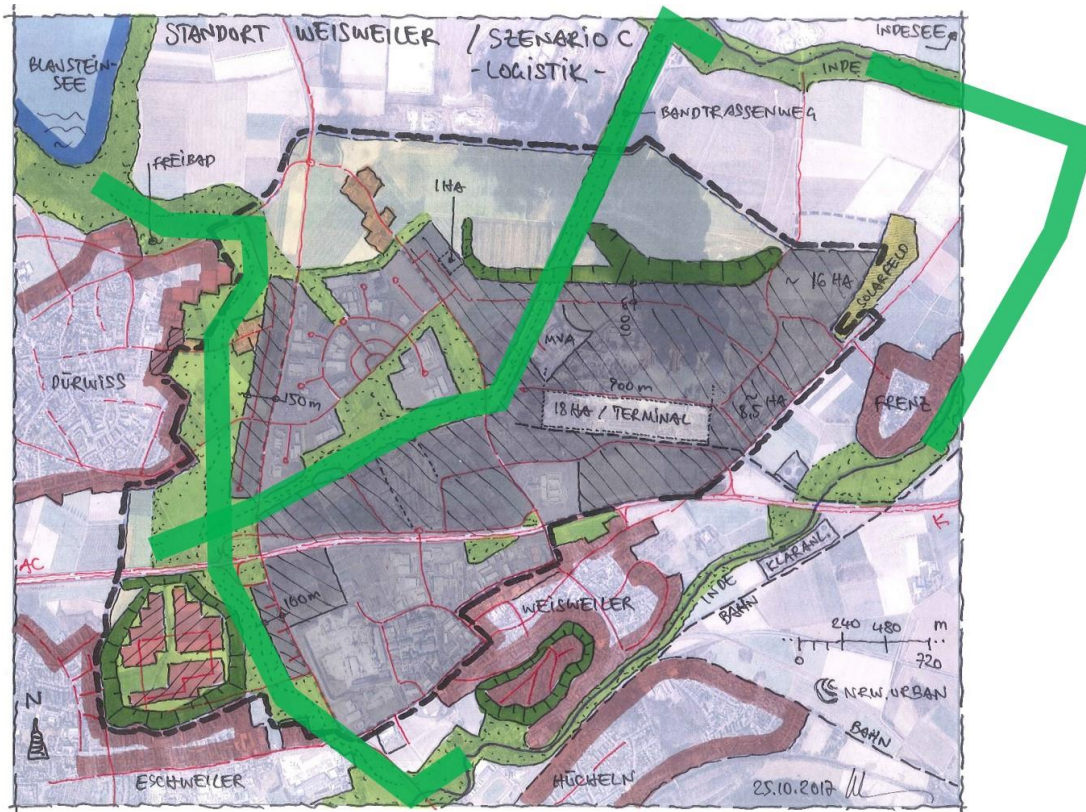 STANDORT WEISWEILER / SZENARIO C
- LOGISTIK -
INDESEE
BLAUSTEIN-
SEE
INDE
BANDTRASSENWEG
FREIBAD
1HA
~ 16 HA
SOLARFELD
100 m
MVA
DÜRWISS
150m
900 m
18 HA / TERMINAL
~ 8,5 HA
FRENZ
AC
K
KLÄRANL.
INDE
BAHN
WEISWEILER
100m
240 480 m
0 720
N
NRW.URBAN
BAHN
ESCHWEILER
HÜCHELN
25.10.2017